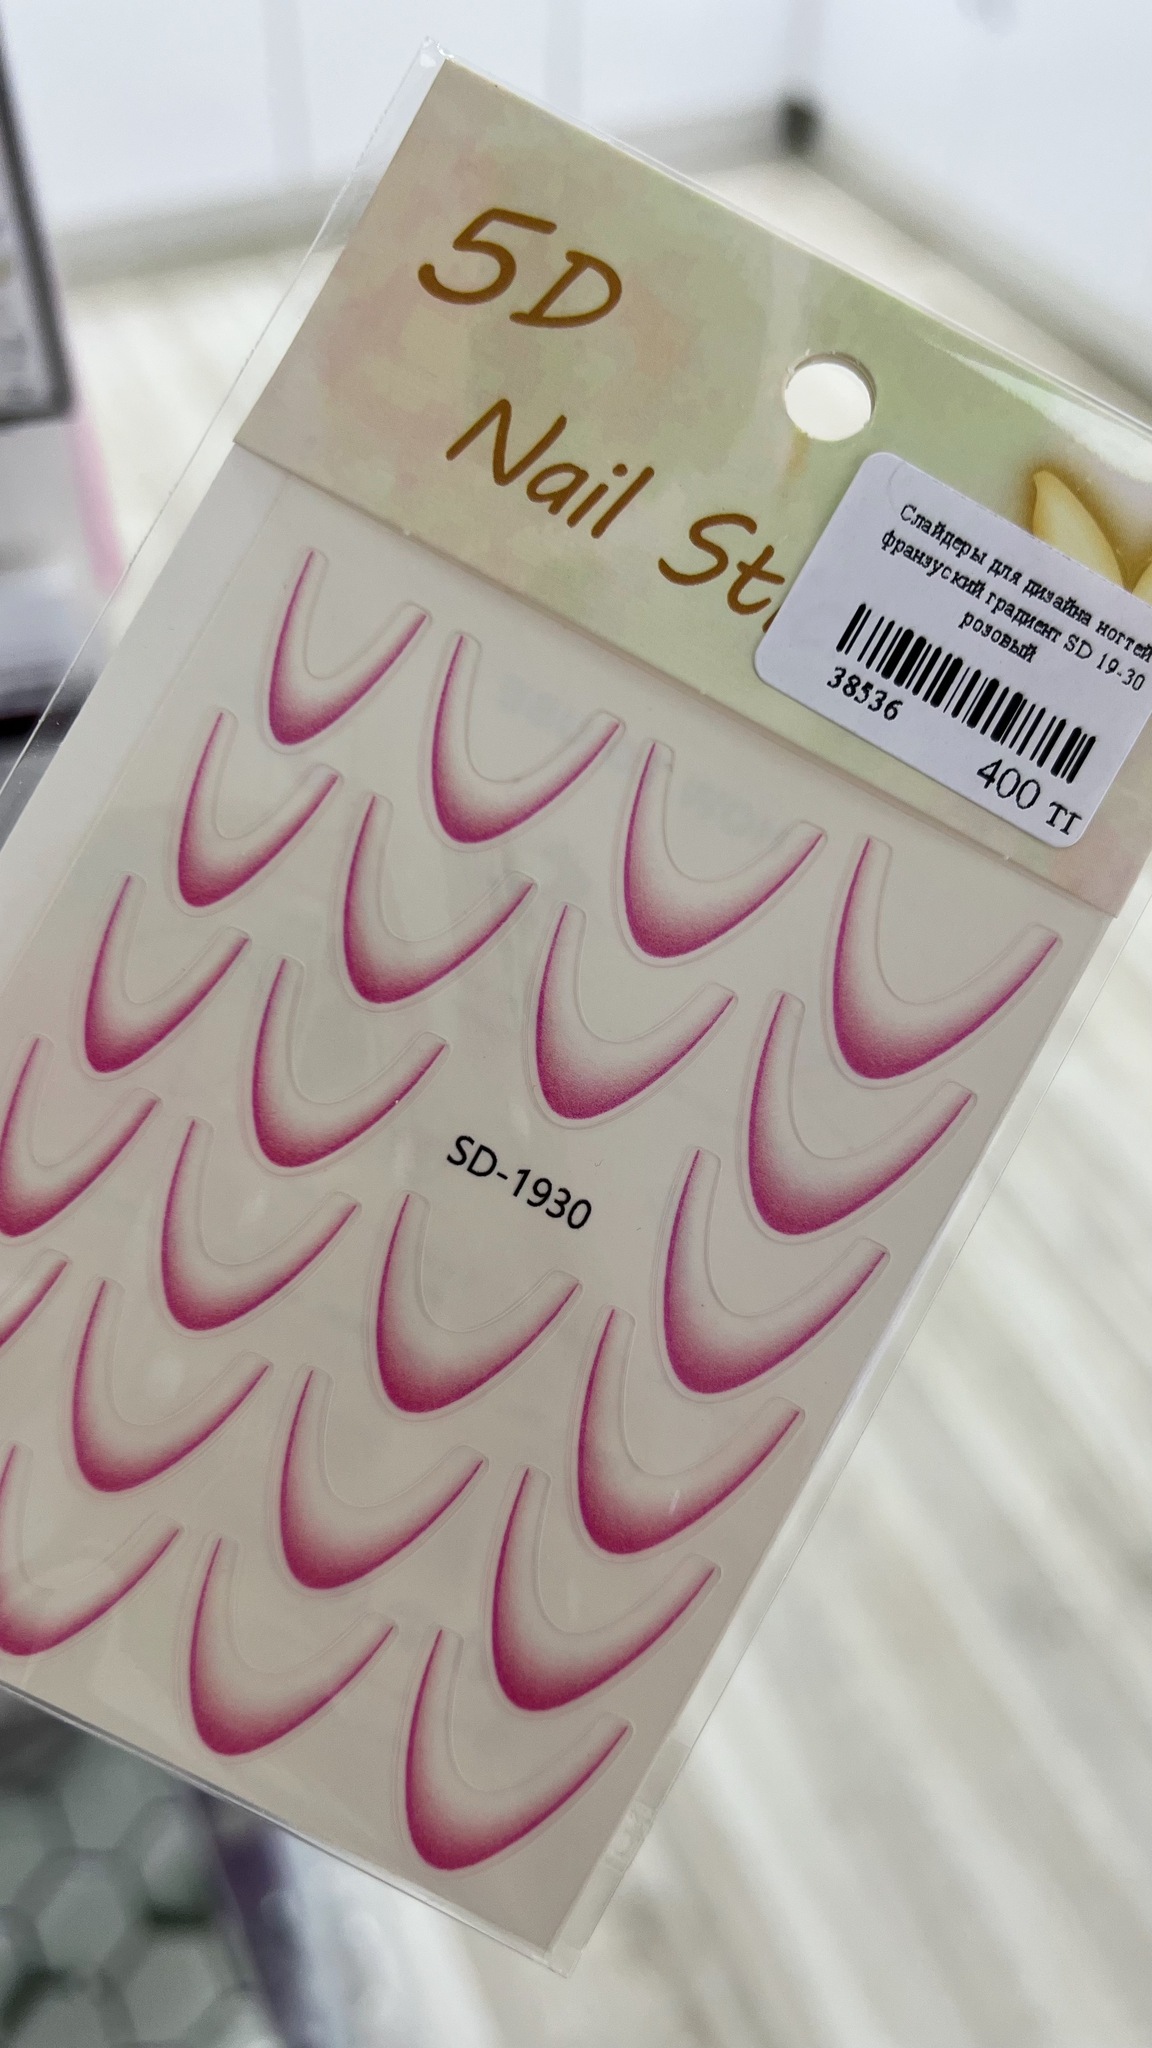 5D
Nail St
Слайдеры для дизайна ногтей
французский градиент SD 19-30
розовый
38536
400 тг
SD-1930